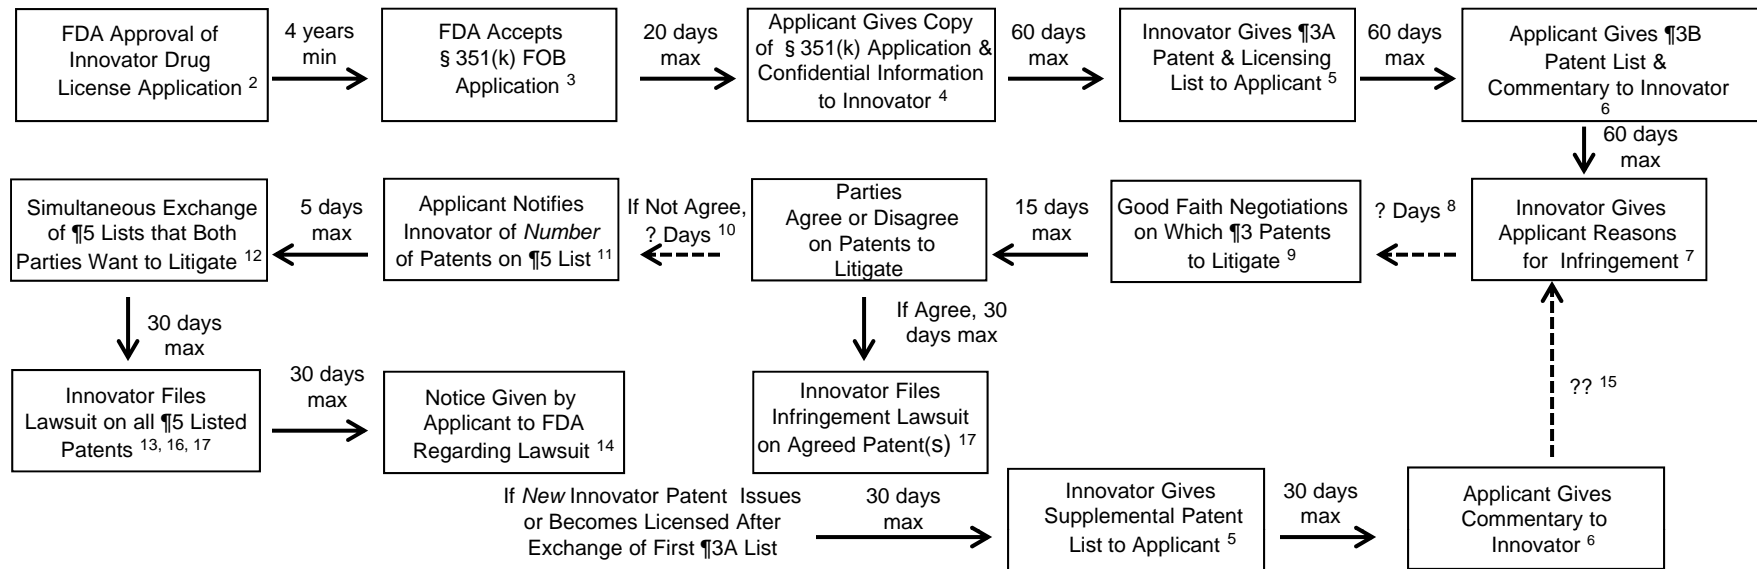 FDA Approval of
Innovator Drug
License Application 2
4 years
min
FDA Accepts
§ 351(k) FOB
Application 3
20 days
max
Applicant Gives Copy
of § 351(k) Application &
Confidential Information
to Innovator 4
60 days
max
Innovator Gives ¶3A
Patent & Licensing
List to Applicant 5
60 days
max
Applicant Gives ¶3B
Patent List &
Commentary to Innovator
6
60 days
max
Simultaneous Exchange
of ¶5 Lists that Both
Parties Want to Litigate 12
5 days
max
Applicant Notifies
Innovator of Number
of Patents on ¶5 List 11
If Not Agree,
? Days 10
Parties
Agree or Disagree
on Patents to
Litigate
15 days
max
Good Faith Negotiations
on Which ¶3 Patents
to Litigate 9
? Days 8
Innovator Gives
Applicant Reasons
for Infringement 7
30 days
max
If Agree, 30
days max
Innovator Files
Lawsuit on all ¶5 Listed
Patents 13, 16, 17
30 days
max
Notice Given by
Applicant to FDA
Regarding Lawsuit 14
Innovator Files
Infringement Lawsuit
on Agreed Patent(s) 17
?? 15
If New Innovator Patent Issues
or Becomes Licensed After
Exchange of First ¶3A List
30 days
max
Innovator Gives
Supplemental Patent
List to Applicant 5
30 days
max
Applicant Gives
Commentary to
Innovator 6